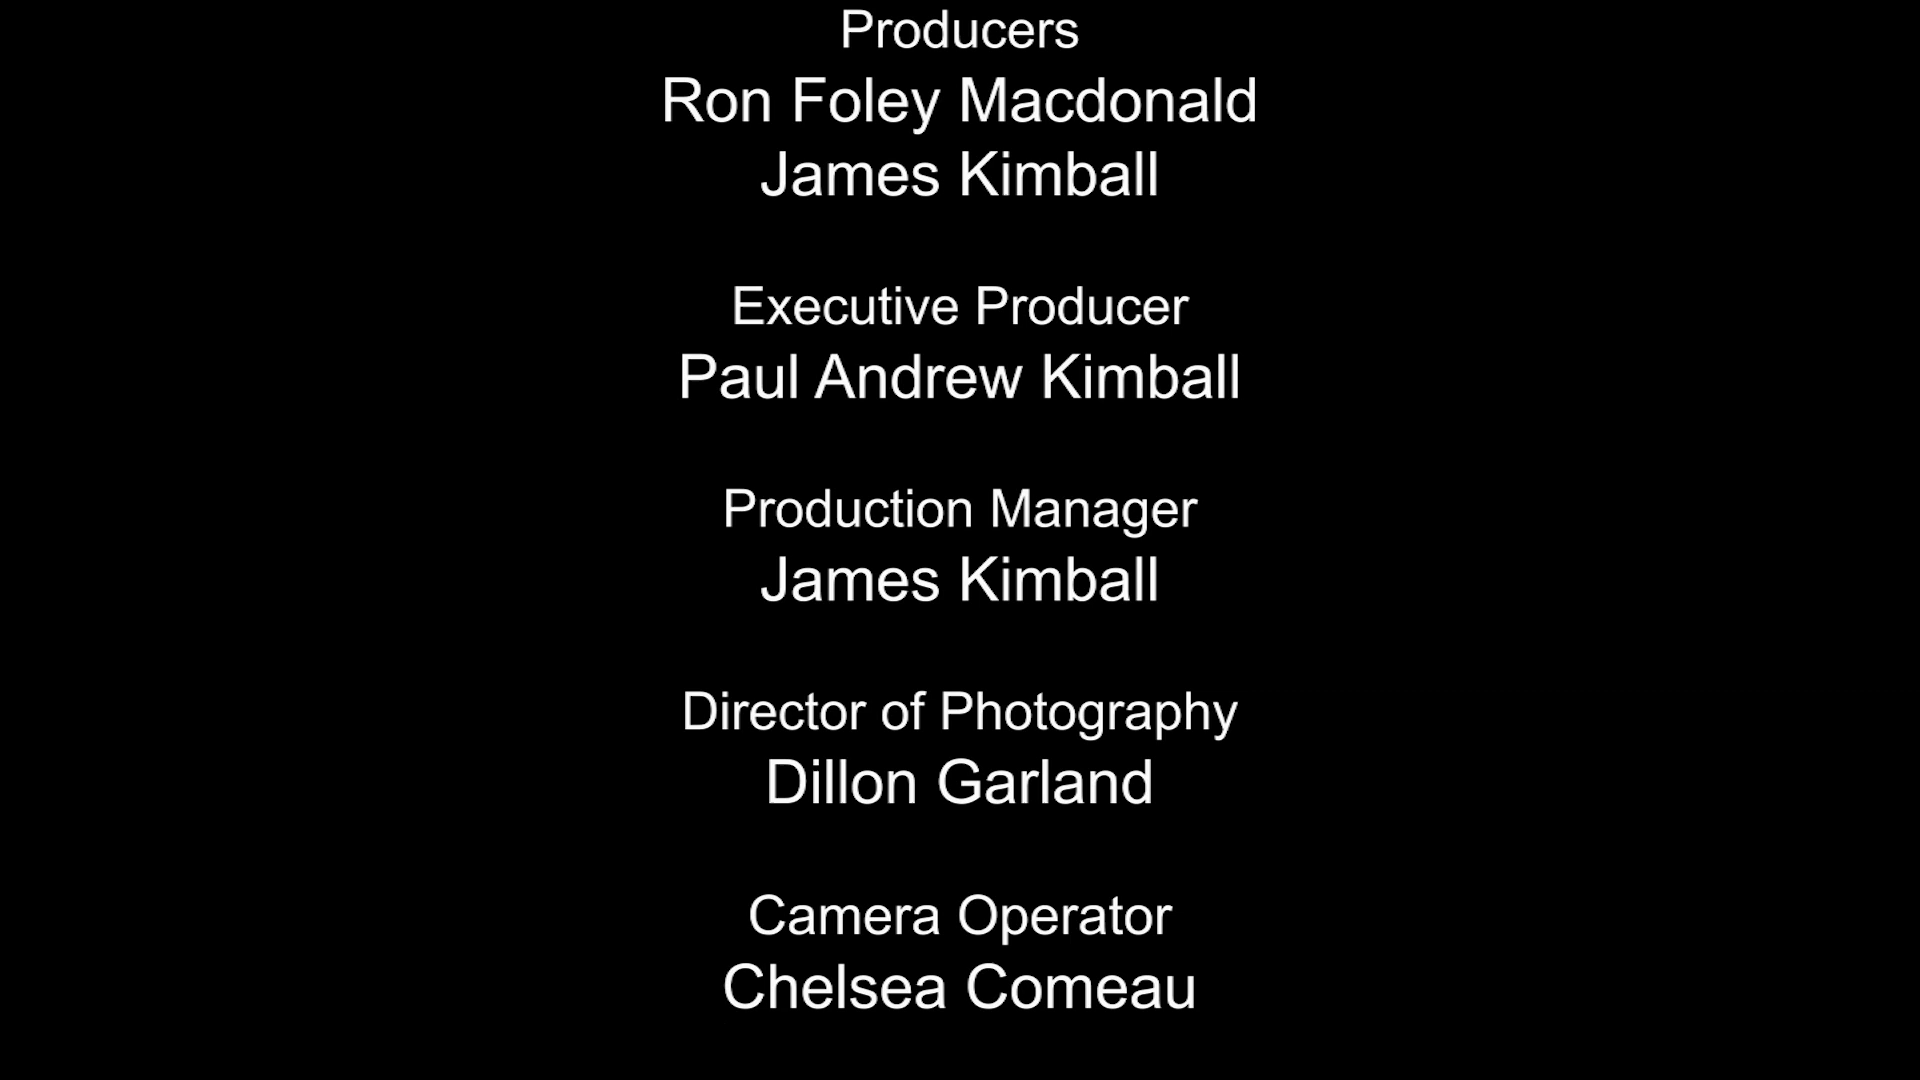 Producers
Ron Foley Macdonald
James Kimball
Executive Producer
Paul Andrew Kimball
Production Manager
James Kimball
Director of Photography
Dillon Garland
Camera Operator
Chelsea Comeau